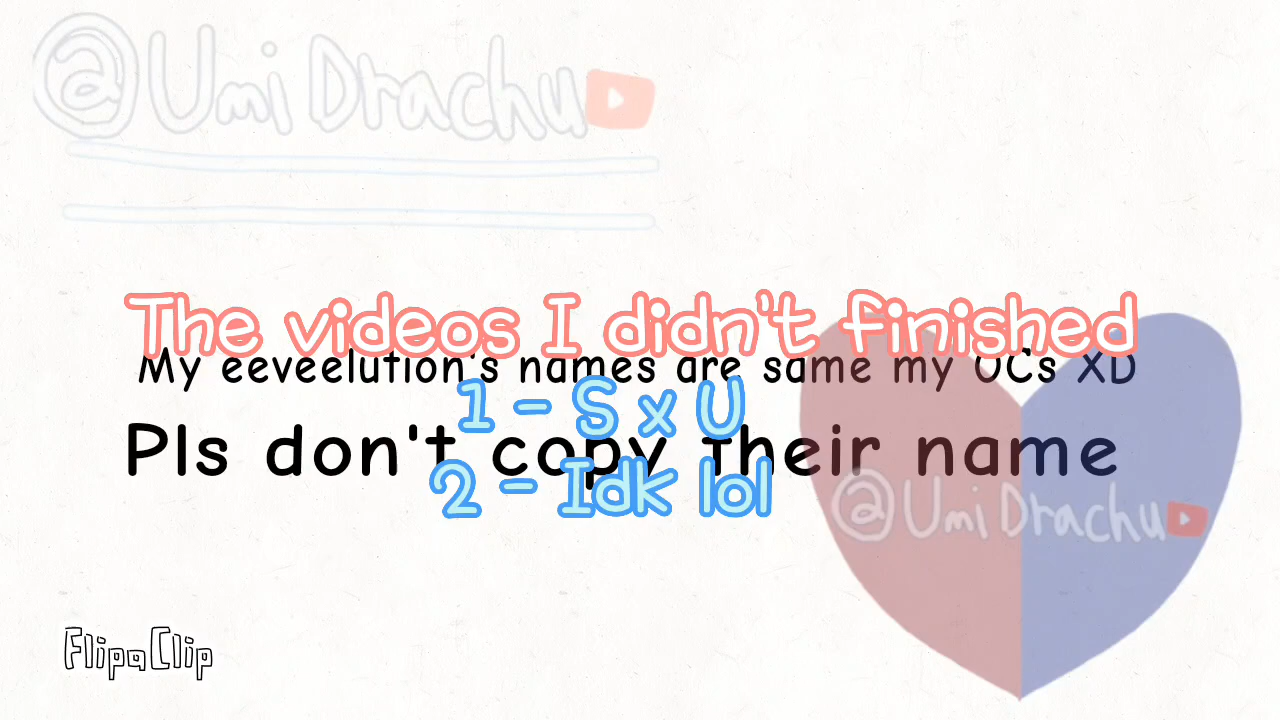 @Umi Drachu
The videos I didn't finished
My eeveelution's names are same my OCs XD
1 - S x U
Pls don't copy their name
2 - Idk lol
@Umi Drachu
FlipaClip